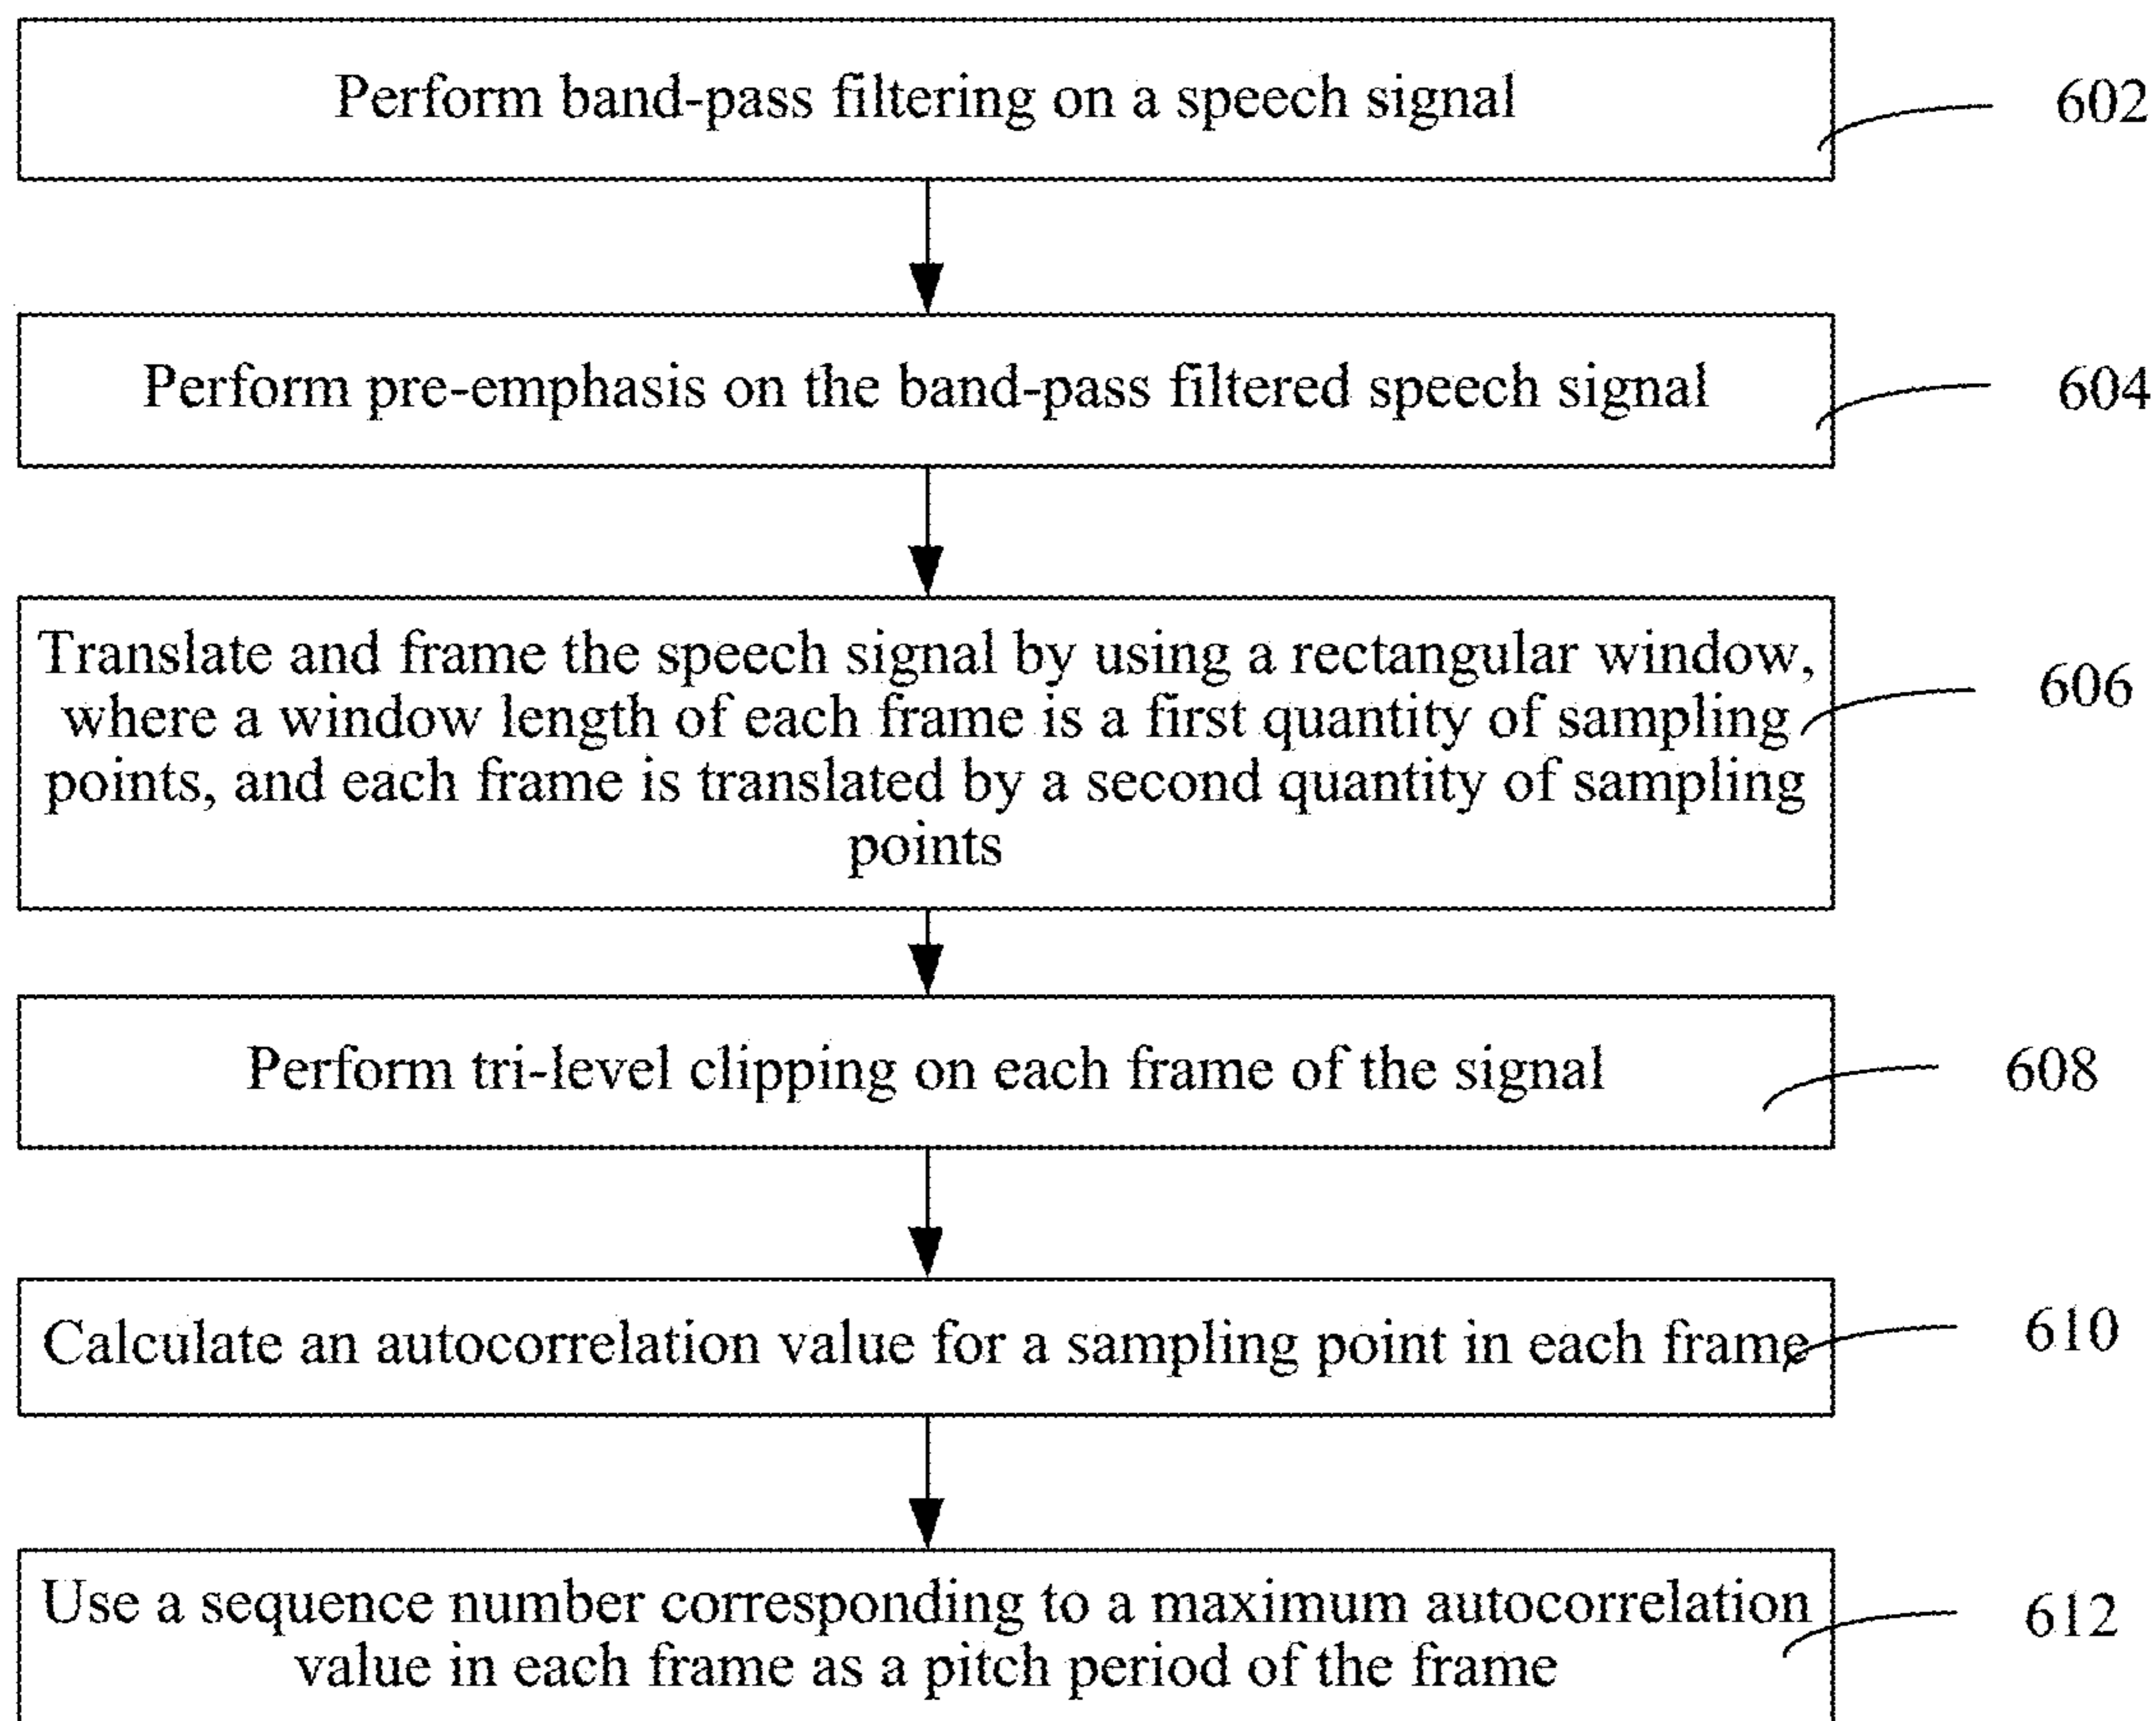 Perform band-pass filtering on a speech signal
602
Perform pre-emphasis on the band-pass filtered speech signal
604
Translate and frame the speech signal by using a rectangular window,
where a window length of each frame is a first quantity of sampling
points, and each frame is translated by a second quantity of sampling
points
606
Perform tri-level clipping on each frame of the signal
608
Calculate an autocorrelation value for a sampling point in each frame
610
Use a sequence number corresponding to a maximum autocorrelation
value in each frame as a pitch period of the frame
612